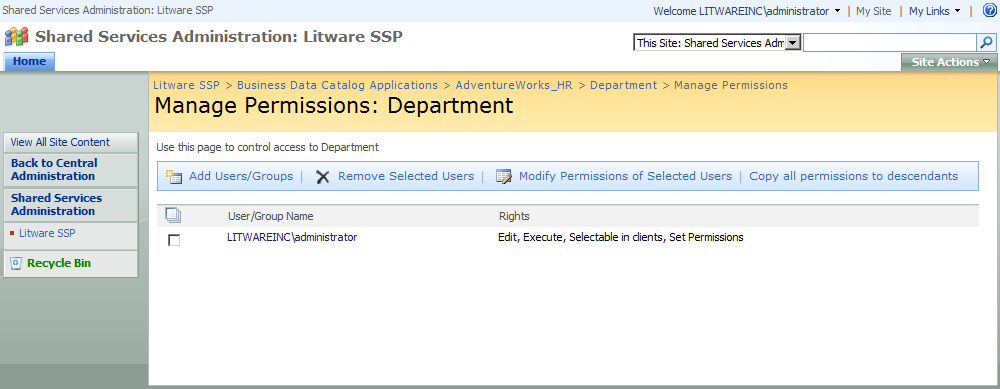 Shared Services Administration: Litware SSP
Welcome LITWAREINC\administrator | My Site | My Links
Shared Services Administration: Litware SSP
This Site: Shared Services Adm
Home
Site Actions
Litware SSP > Business Data Catalog Applications > AdventureWorks_HR > Department > Manage Permissions
Manage Permissions: Department
View All Site Content
Back to Central
Administration
Shared Services
Administration
Litware SSP
Recycle Bin
Use this page to control access to Department
Add Users/Groups | Remove Selected Users | Modify Permissions of Selected Users | Copy all permissions to descendants
User/Group Name Rights
LITWAREINC\administrator Edit, Execute, Selectable in clients, Set Permissions